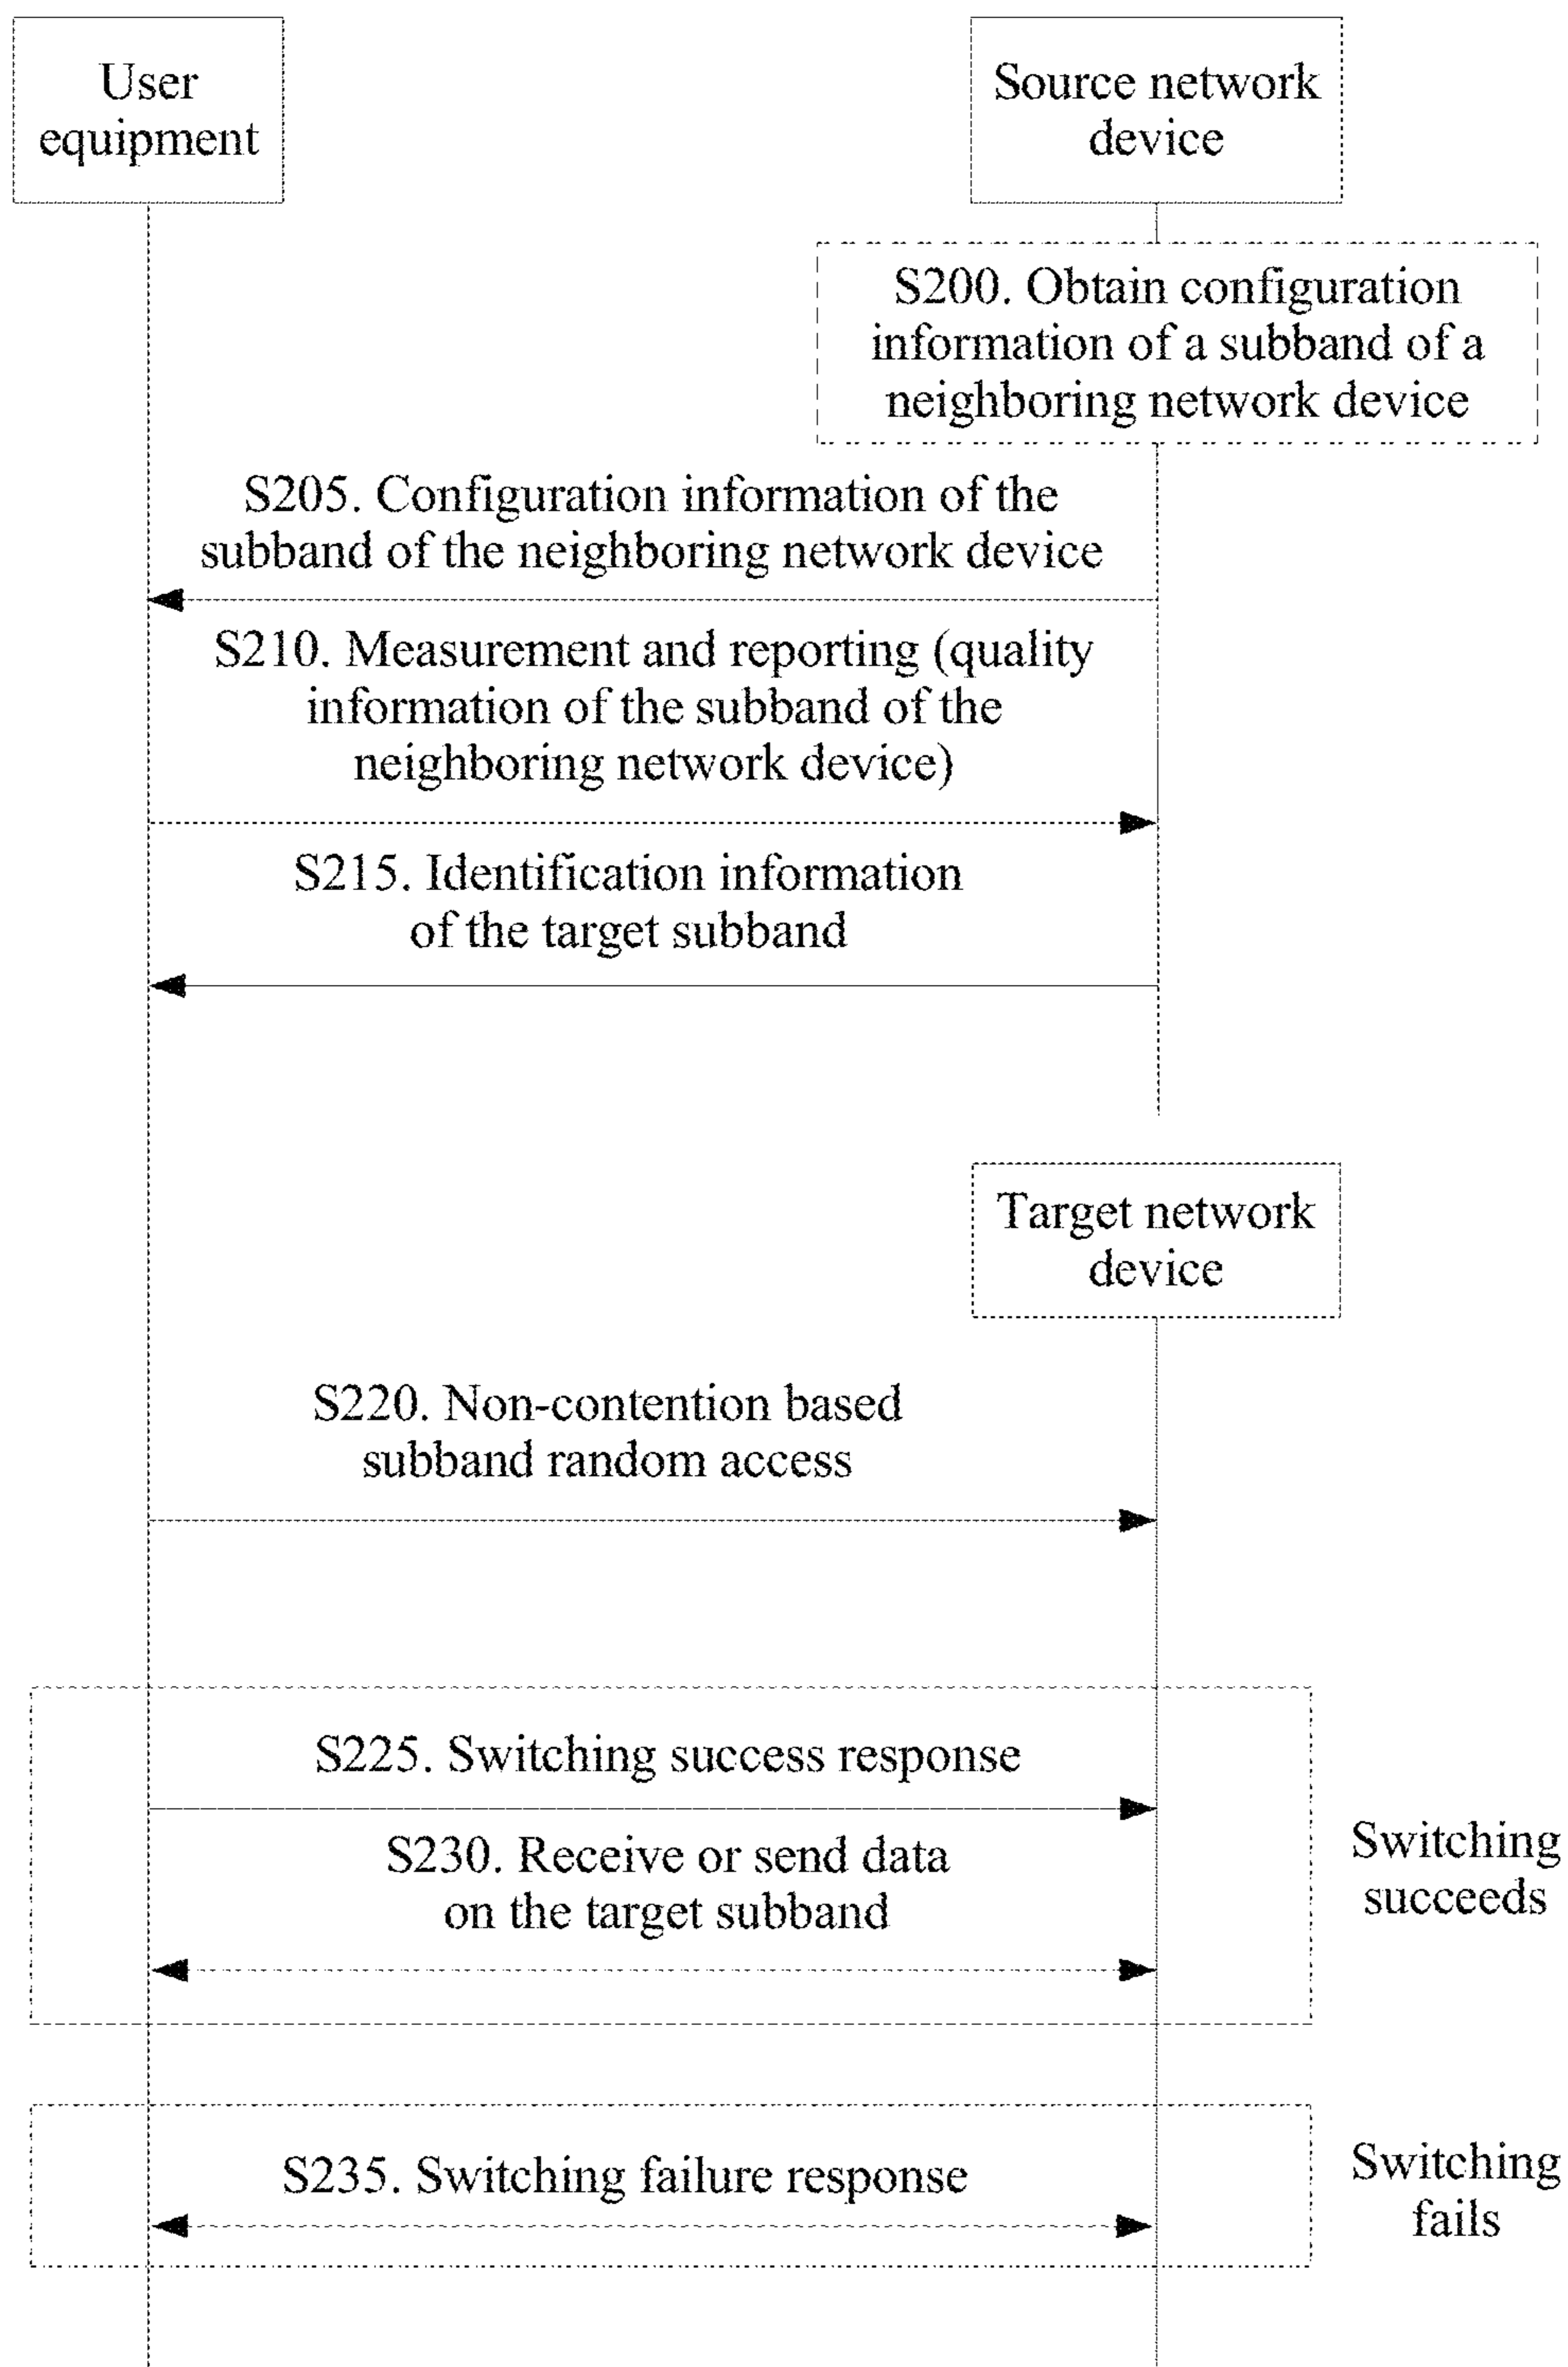 User
equipment
Source network
device
S200. Obtain configuration
information of a subband of a
neighboring network device
S205. Configuration information of the
subband of the neighboring network device
S210. Measurement and reporting (quality
information of the subband of the
neighboring network device)
S215. Identification information
of the target subband
Target network
device
S220. Non-contention based
subband random access
S225. Switching success response
S230. Receive or send data
on the target subband
Switching
succeeds
S235. Switching failure response
Switching
fails